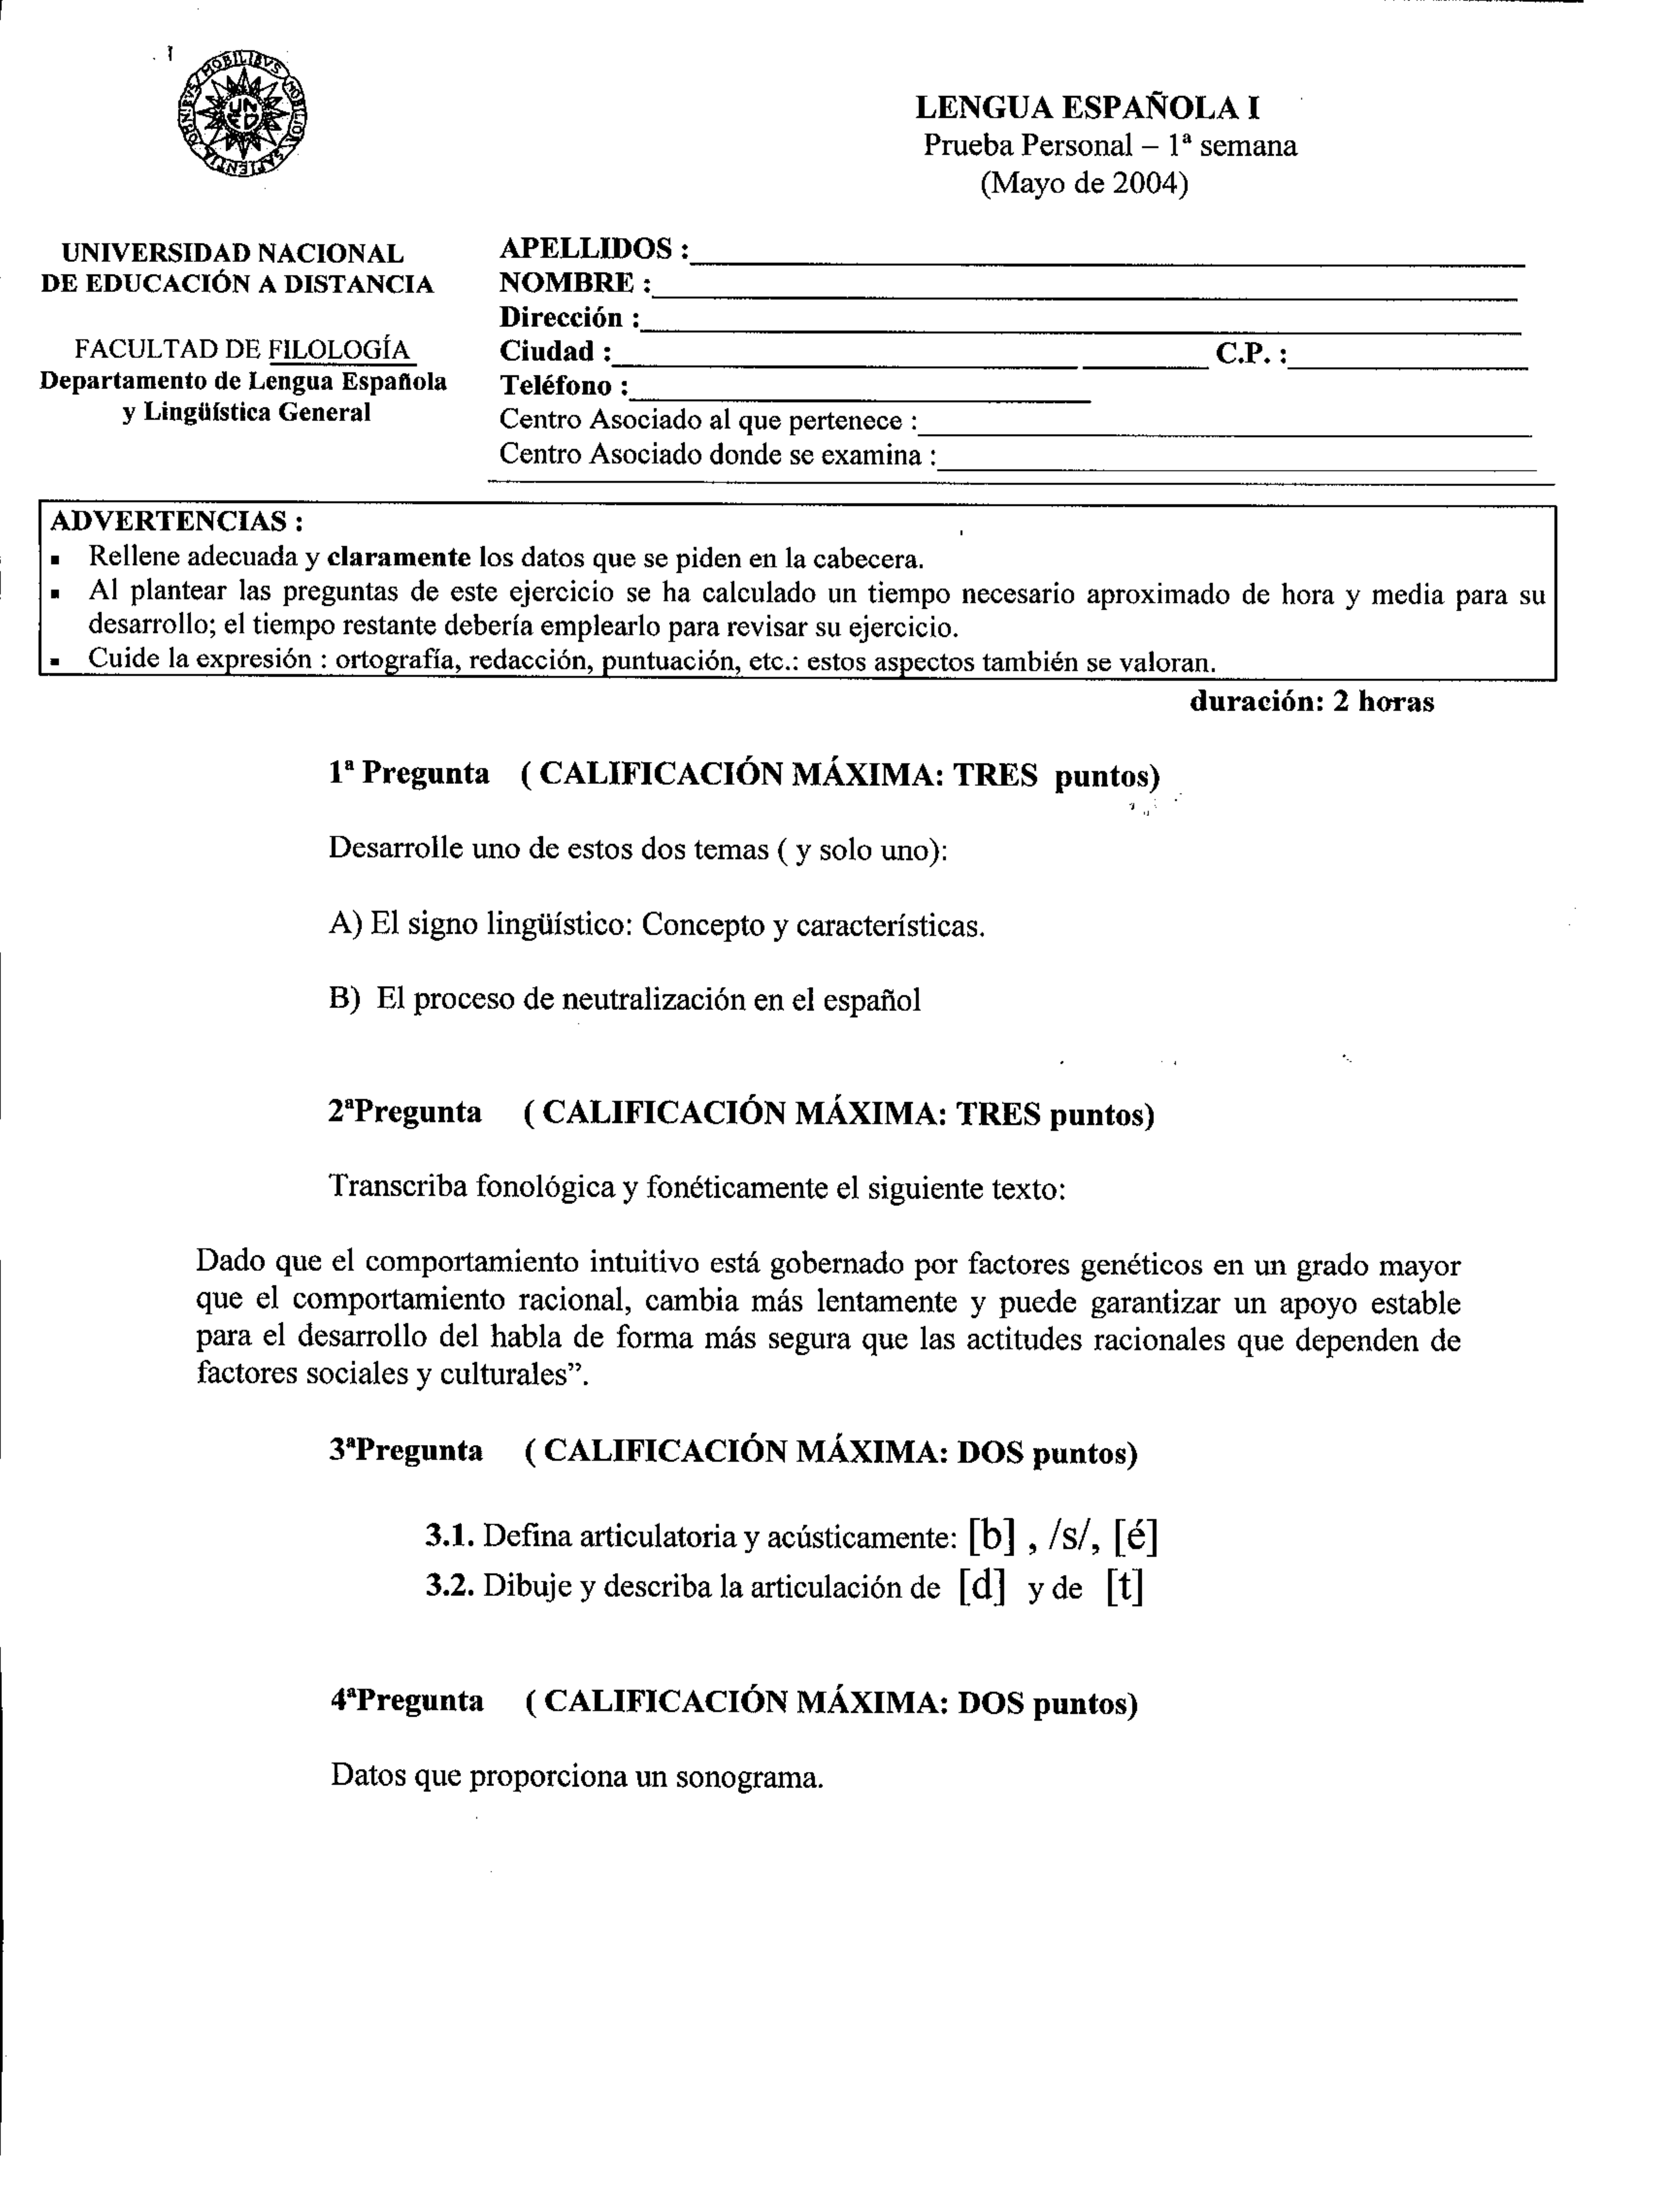 OMNIBVS MOBILIBVS MOBILIOR SAPIENTIA
UN
ED
LENGUA ESPAÑOLA I
Prueba Personal – 1ª semana
(Mayo de 2004)
UNIVERSIDAD NACIONAL
DE EDUCACIÓN A DISTANCIA
FACULTAD DE FILOLOGÍA
Departamento de Lengua Española
y Lingüística General
APELLIDOS :
NOMBRE :
Dirección :
Ciudad : C.P. :
Teléfono :
Centro Asociado al que pertenece :
Centro Asociado donde se examina :
ADVERTENCIAS :
▪ Rellene adecuada y claramente los datos que se piden en la cabecera.
▪ Al plantear las preguntas de este ejercicio se ha calculado un tiempo necesario aproximado de hora y media para su
desarrollo; el tiempo restante debería emplearlo para revisar su ejercicio.
▪ Cuide la expresión : ortografía, redacción, puntuación, etc.: estos aspectos también se valoran.
duración: 2 horas
1ª Pregunta ( CALIFICACIÓN MÁXIMA: TRES puntos)
Desarrolle uno de estos dos temas ( y solo uno):
A) El signo lingüístico: Concepto y características.
B) El proceso de neutralización en el español
2ªPregunta ( CALIFICACIÓN MÁXIMA: TRES puntos)
Transcriba fonológica y fonéticamente el siguiente texto:
Dado que el comportamiento intuitivo está gobernado por factores genéticos en un grado mayor
que el comportamiento racional, cambia más lentamente y puede garantizar un apoyo estable
para el desarrollo del habla de forma más segura que las actitudes racionales que dependen de
factores sociales y culturales”.
3ªPregunta ( CALIFICACIÓN MÁXIMA: DOS puntos)
3.1. Defina articulatoria y acústicamente: [b] , /s/, [é]
3.2. Dibuje y describa la articulación de [d] y de [t]
4ªPregunta ( CALIFICACIÓN MÁXIMA: DOS puntos)
Datos que proporciona un sonograma.